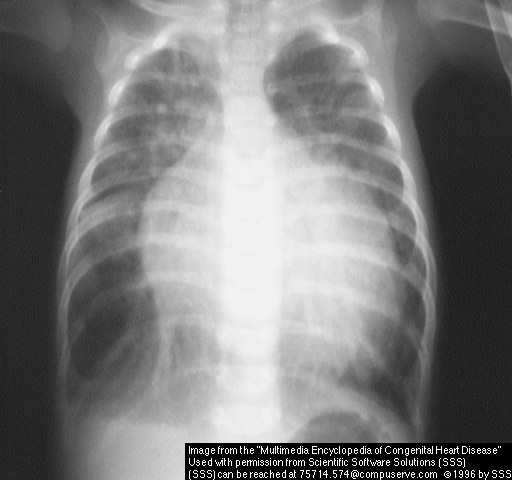 Image from the "Multimedia Encyclopedia of Congenital Heart Disease"
Used with permission from Scientific Software Solutions (SSS)
(SSS) can be reached at 75714.574@compuserve.com ©1996 by SSS